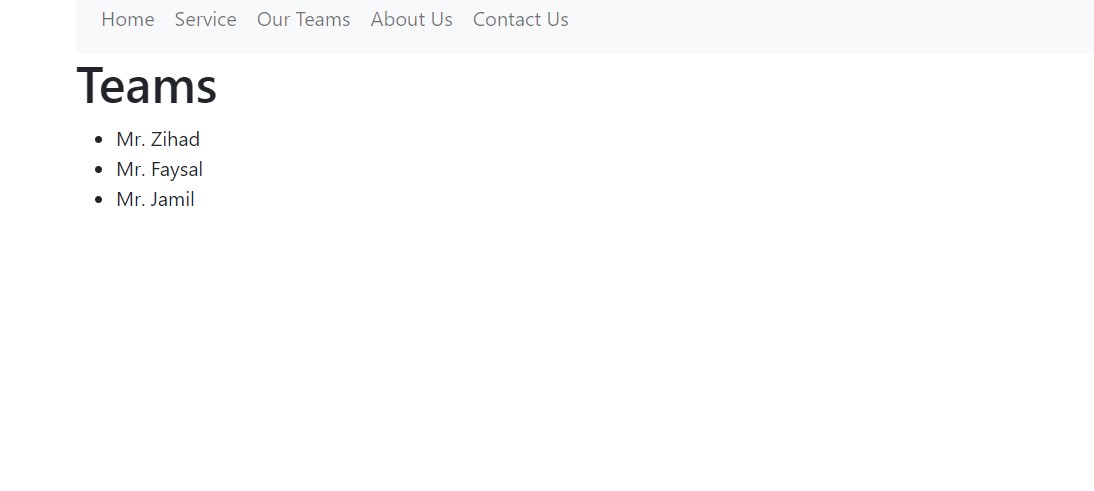 Home Service Our Teams About Us Contact Us
Teams
Mr. Zihad
Mr. Faysal
Mr. Jamil